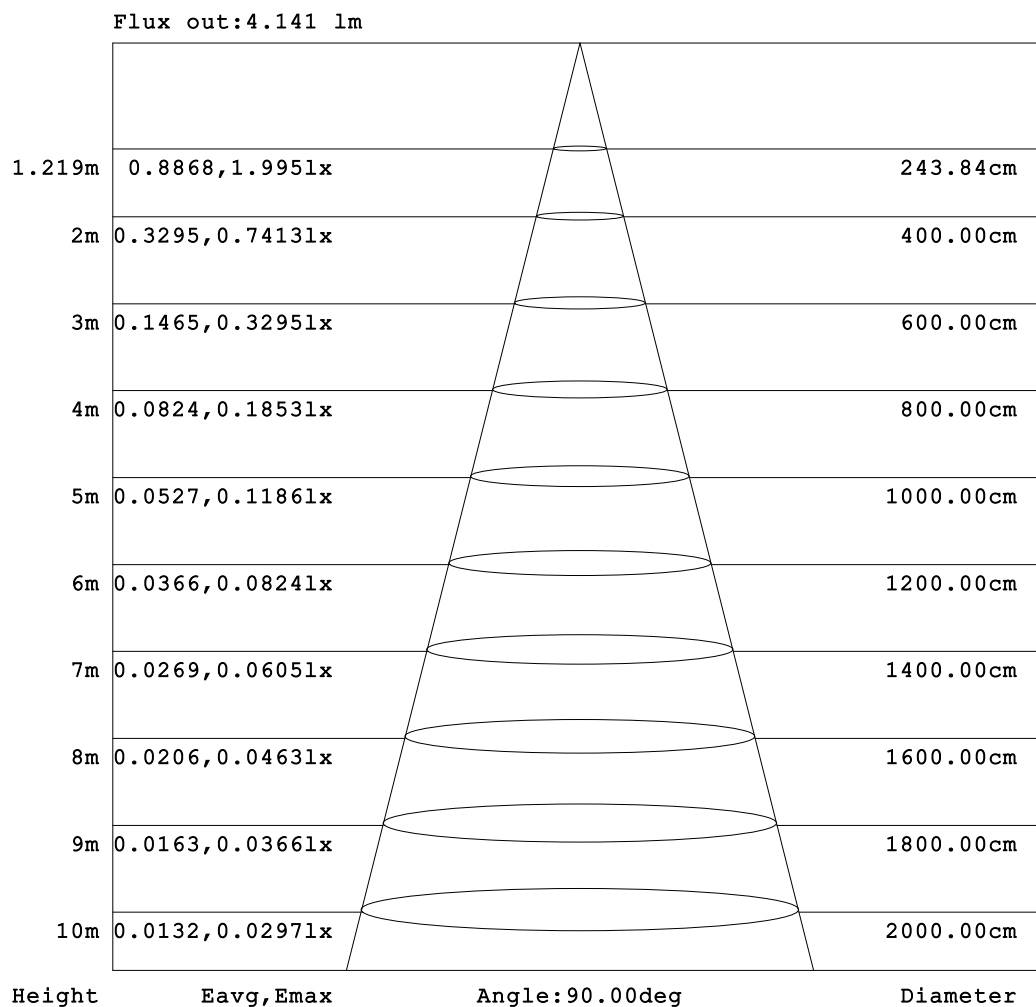 Flux out:4.141 lm
1.219m 0.8868,1.995lx 243.84cm
2m 0.3295,0.7413lx 400.00cm
3m 0.1465,0.3295lx 600.00cm
4m 0.0824,0.1853lx 800.00cm
5m 0.0527,0.1186lx 1000.00cm
6m 0.0366,0.0824lx 1200.00cm
7m 0.0269,0.0605lx 1400.00cm
8m 0.0206,0.0463lx 1600.00cm
9m 0.0163,0.0366lx 1800.00cm
10m 0.0132,0.0297lx 2000.00cm
Height Eavg,Emax Angle:90.00deg Diameter